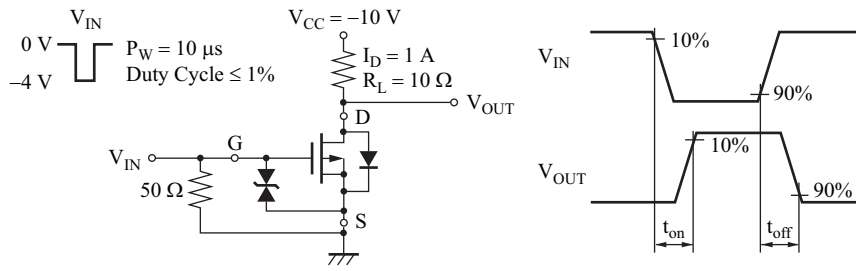 V_IN
0 V
−4 V
P_W = 10 μs
Duty Cycle ≤ 1%
V_CC = −10 V
I_D = 1 A
R_L = 10 Ω
V_OUT
D
V_IN
G
50 Ω
S
V_IN
10%
90%
V_OUT
10%
90%
t_on
t_off